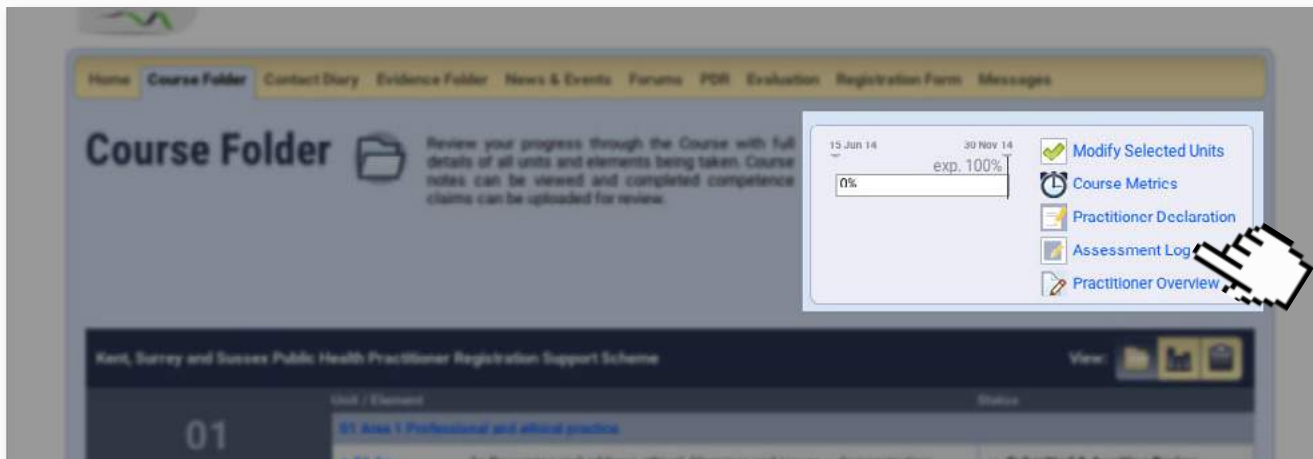 Home Course Folder Contact Diary Evidence Folder News & Events Forums PDR Evaluation Registration Form Messages
Course Folder
Review your progress through the Course with full
details of all units and elements being taken. Course
notes can be viewed and completed competence
claims can be uploaded for review.
15 Jun 14 30 Nov 14
exp. 100%
0%
Modify Selected Units
Course Metrics
Practitioner Declaration
Assessment Log
Practitioner Overview
Kent, Surrey and Sussex Public Health Practitioner Registration Support Scheme
View:
Unit / Element Status
01
01 Area 1 Professional and ethical practice